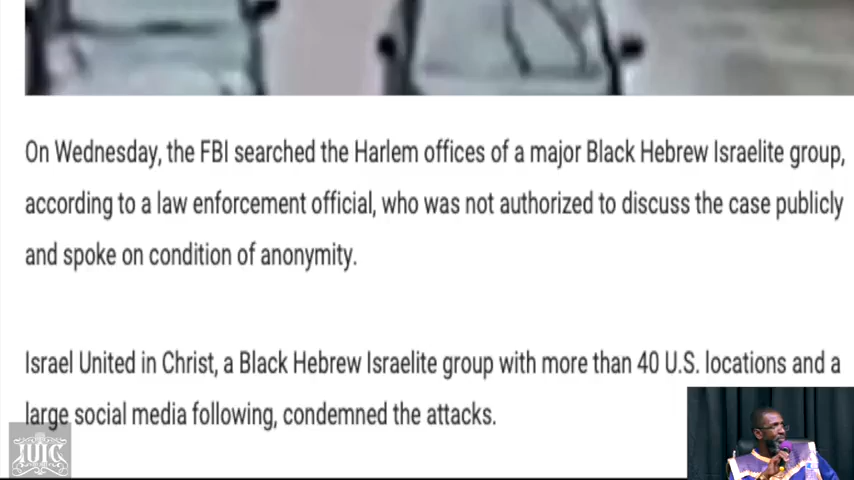 On Wednesday, the FBI searched the Harlem offices of a major Black Hebrew Israelite group,
according to a law enforcement official, who was not authorized to discuss the case publicly
and spoke on condition of anonymity.
Israel United in Christ, a Black Hebrew Israelite group with more than 40 U.S. locations and a
large social media following, condemned the attacks.
IUIC